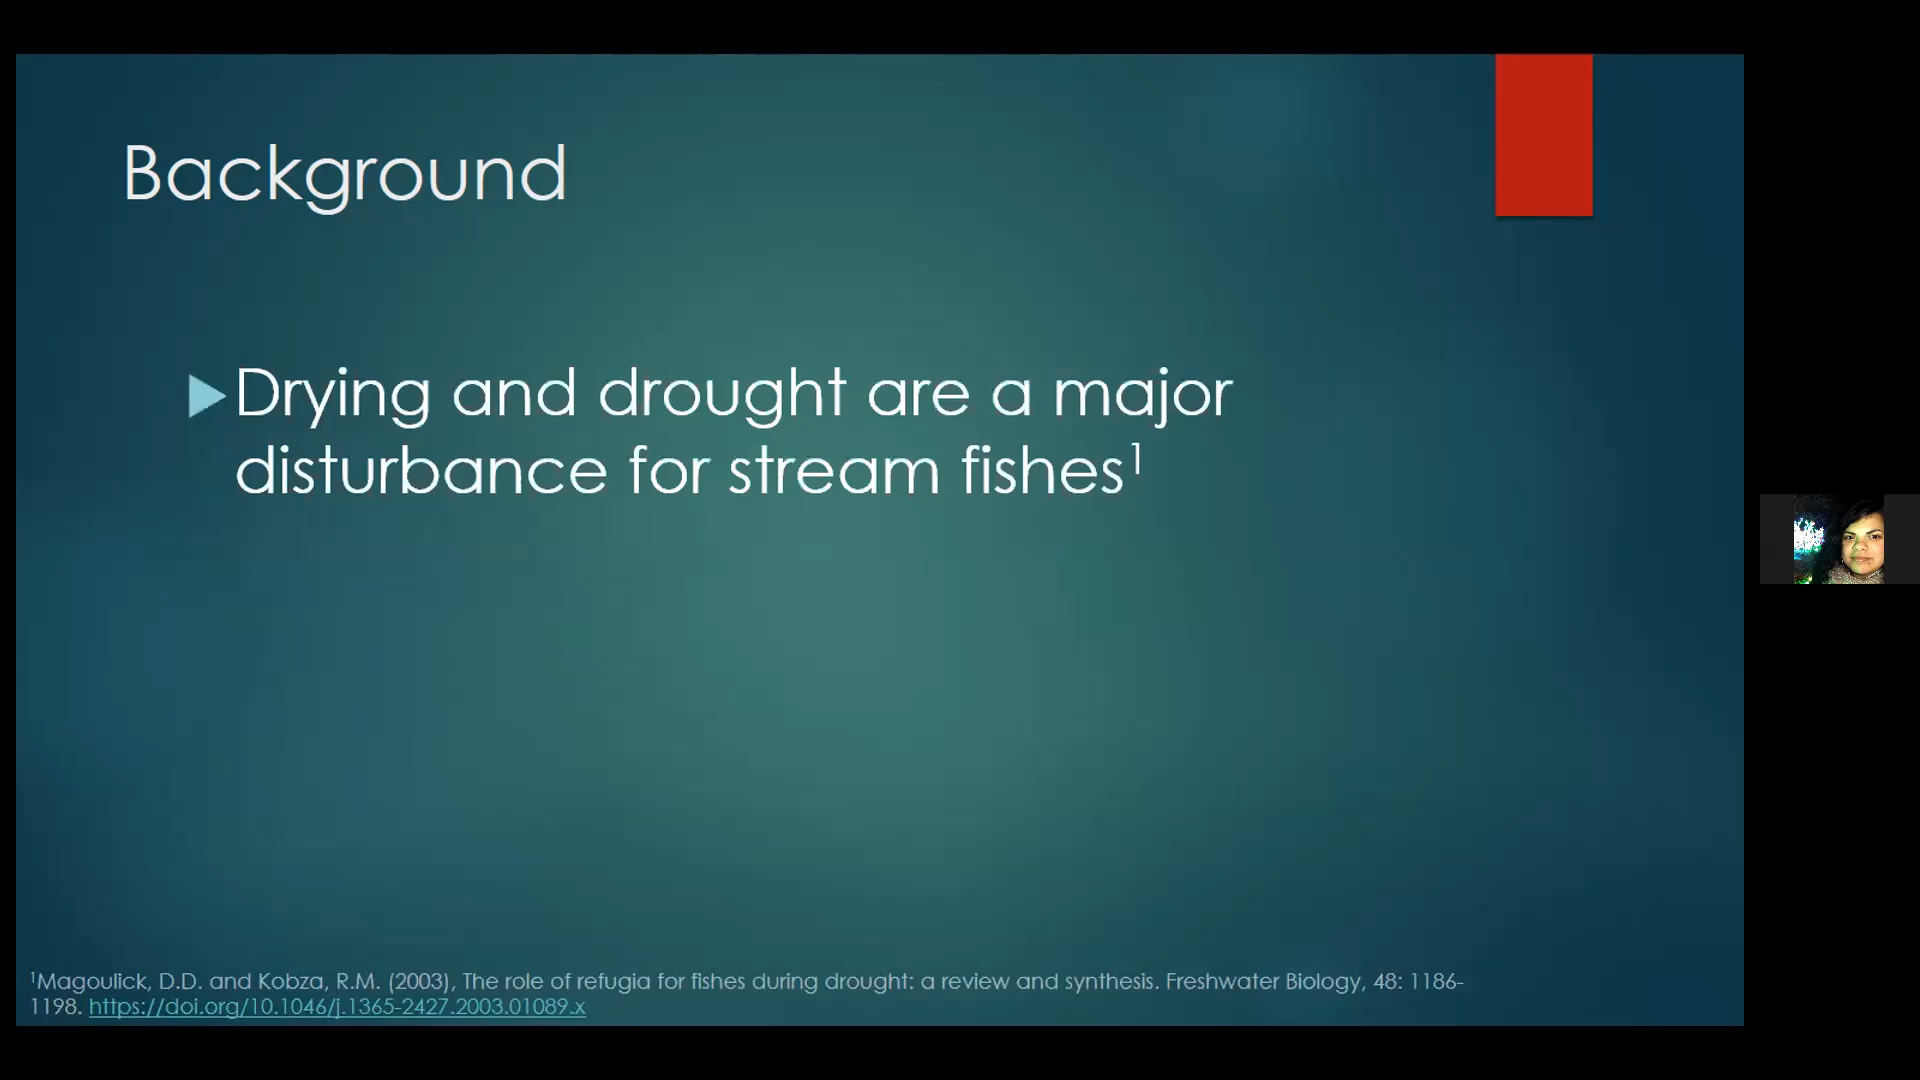 Background
Drying and drought are a major
disturbance for stream fishes¹
¹Magoulick, D.D. and Kobza, R.M. (2003), The role of refugia for fishes during drought: a review and synthesis. Freshwater Biology, 48: 1186-
1198. https://doi.org/10.1046/j.1365-2427.2003.01089.x